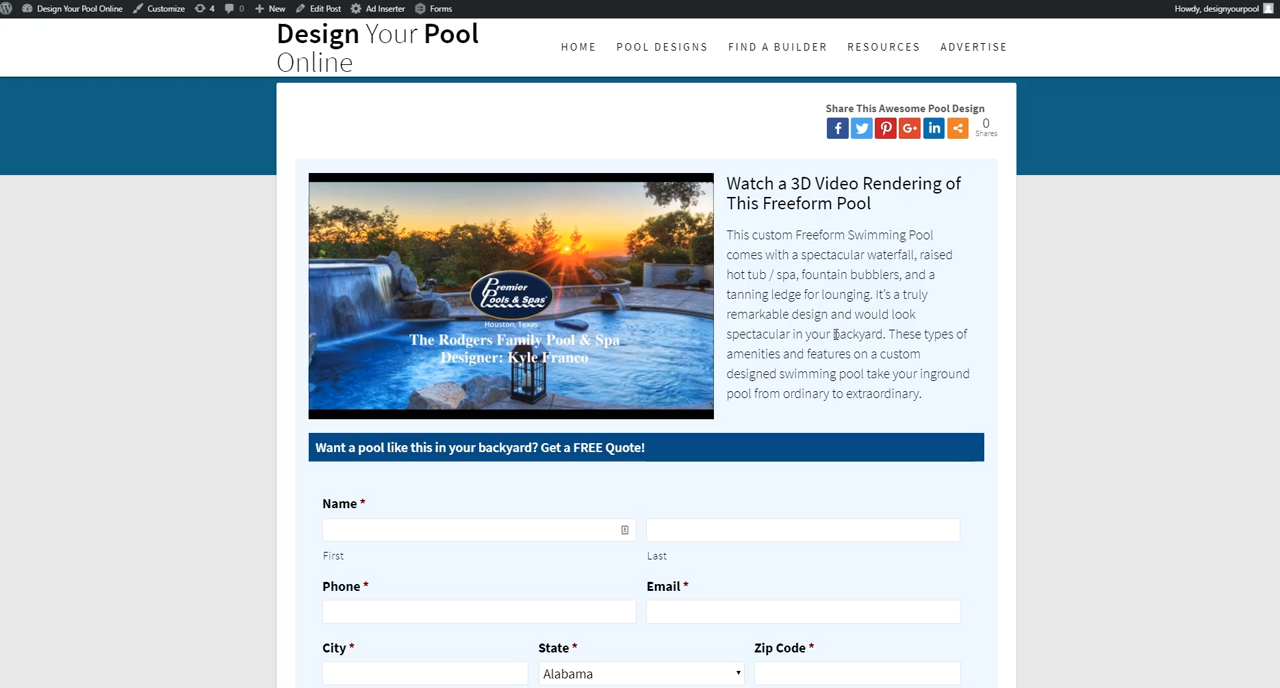 Design Your Pool Online Customize 4 0 New Edit Post Ad Inserter Forms Howdy, designyourpool
Design Your Pool
Online
HOME POOL DESIGNS FIND A BUILDER RESOURCES ADVERTISE
Share This Awesome Pool Design
0
Shares
Premier
Pools & Spas
Houston, Texas
The Rodgers Family Pool & Spa
Designer: Kyle Franco
Watch a 3D Video Rendering of
This Freeform Pool
This custom Freeform Swimming Pool
comes with a spectacular waterfall, raised
hot tub / spa, fountain bubblers, and a
tanning ledge for lounging. It's a truly
remarkable design and would look
spectacular in your backyard. These types of
amenities and features on a custom
designed swimming pool take your inground
pool from ordinary to extraordinary.
Want a pool like this in your backyard? Get a FREE Quote!
Name *
First Last
Phone * Email *
City * State * Zip Code *
Alabama